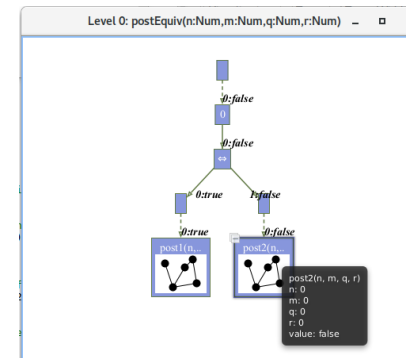 Level 0: postEquiv(n:Num,m:Num,q:Num,r:Num)
0:false
0
0:false
⇔
0:true 1:false
0:true 0:false
post1(n,.. post2(n,..
post2(n, m, q, r)
n: 0
m: 0
q: 0
r: 0
value: false